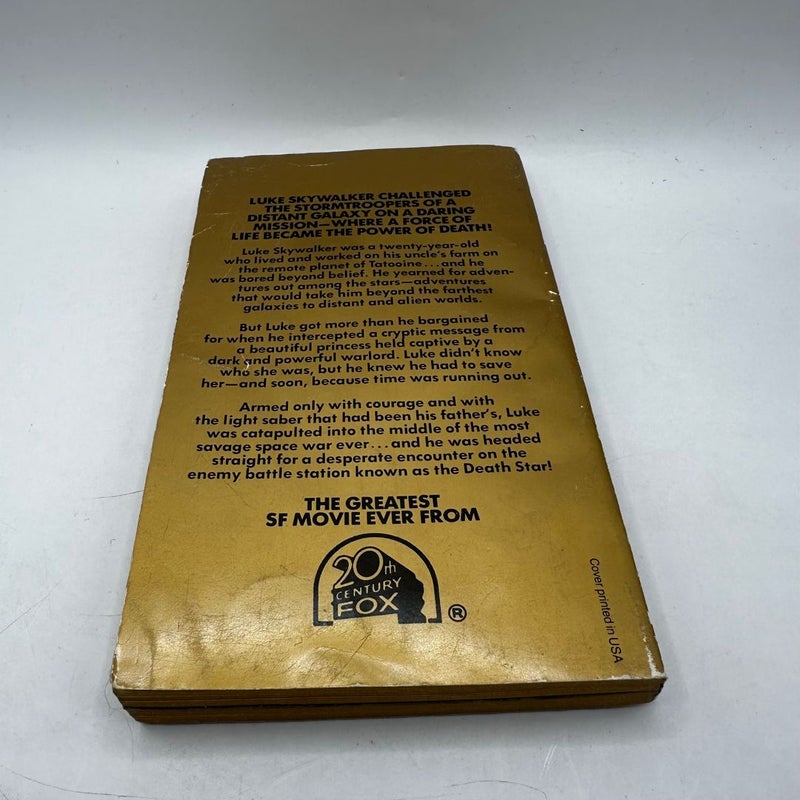 LUKE SKYWALKER CHALLENGED
THE STORMTROOPERS OF A
DISTANT GALAXY ON A DARING
MISSION—WHERE A FORCE OF
LIFE BECAME THE POWER OF DEATH!
Luke Skywalker was a twenty-year-old
who lived and worked on his uncle's farm on
the remote planet of Tatooine...and he
was bored beyond belief. He yearned for adven-
tures out among the stars—adventures
that would take him beyond the farthest
galaxies to distant and alien worlds.
But Luke got more than he bargained
for when he intercepted a cryptic message from
a beautiful princess held captive by a
dark and powerful warlord. Luke didn't know
who she was, but he knew he had to save
her—and soon, because time was running out.
Armed only with courage and with
the light saber that had been his father's, Luke
was catapulted into the middle of the most
savage space war ever...and he was headed
straight for a desperate encounter on the
enemy battle station known as the Death Star!
THE GREATEST
SF MOVIE EVER FROM
20th
CENTURY
FOX
®
Cover printed in USA